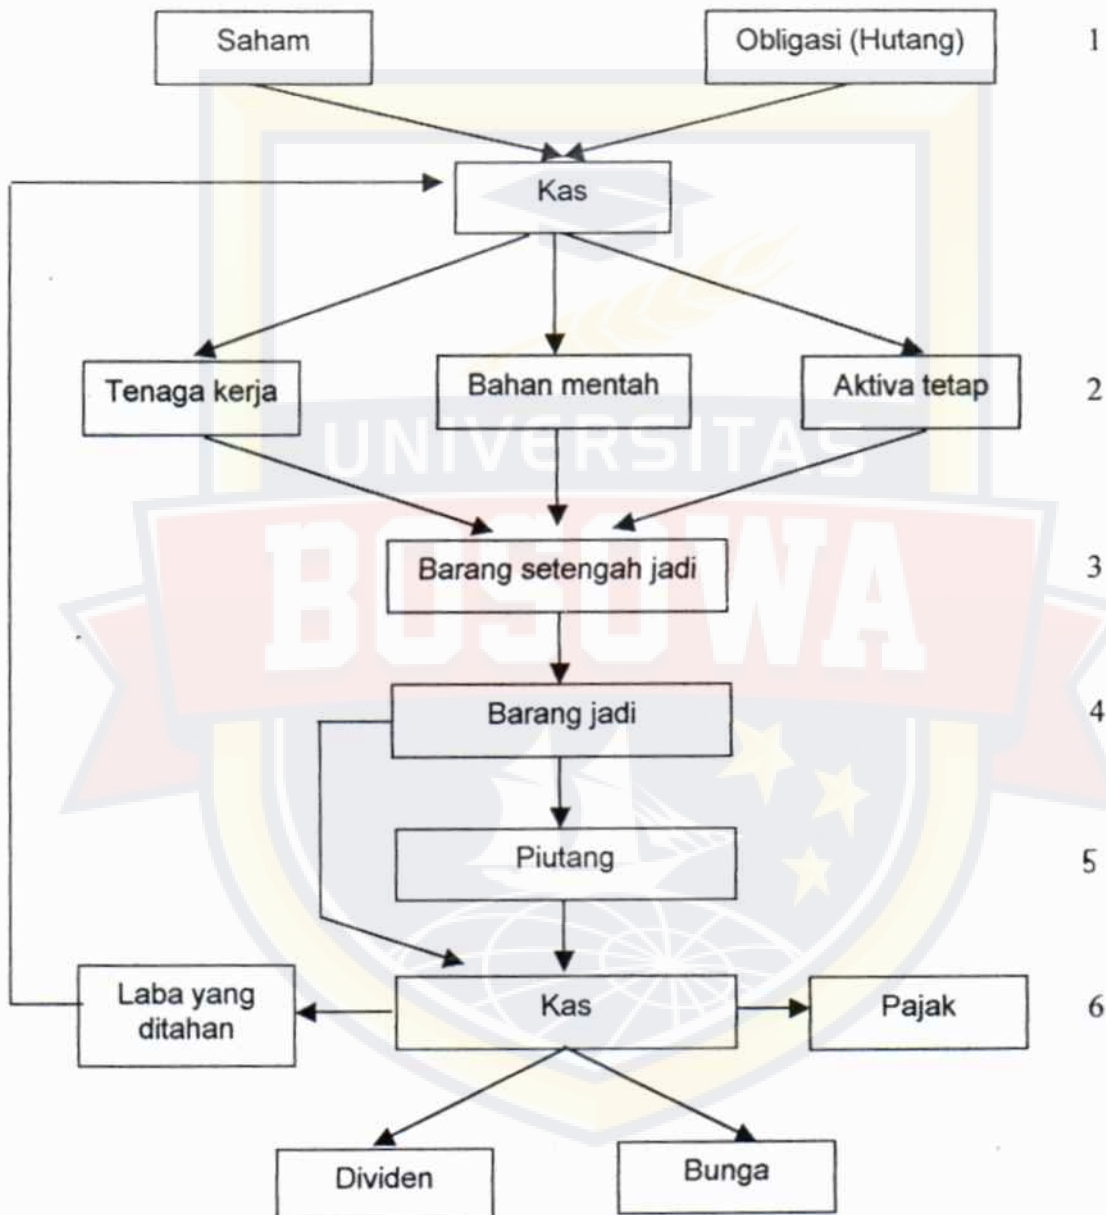 Saham
Obligasi (Hutang)
1
Kas
Tenaga kerja
Bahan mentah
Aktiva tetap
2
UNIVERSITAS
BOSOWA
Barang setengah jadi
3
Barang jadi
4
Piutang
5
Laba yang
ditahan
Kas
Pajak
6
Dividen
Bunga